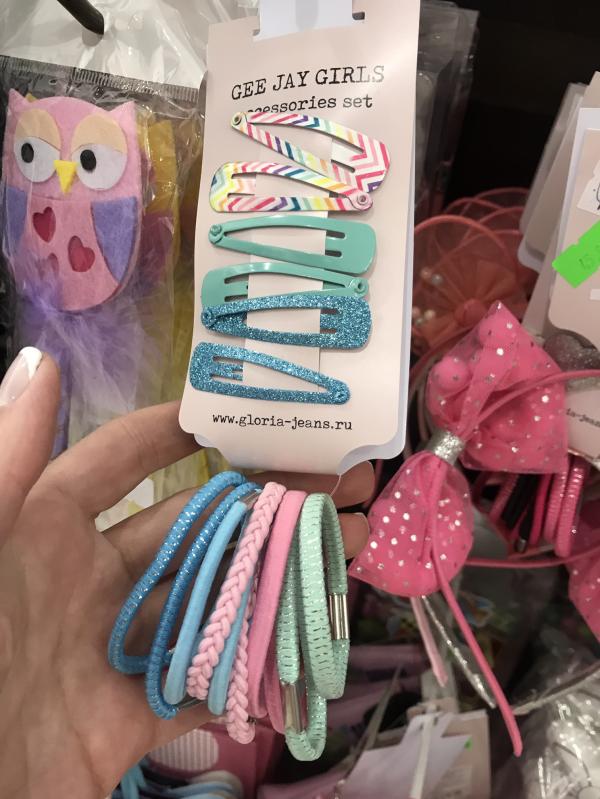 GEE JAY GIRLS
accessories set
www.gloria-jeans.ru